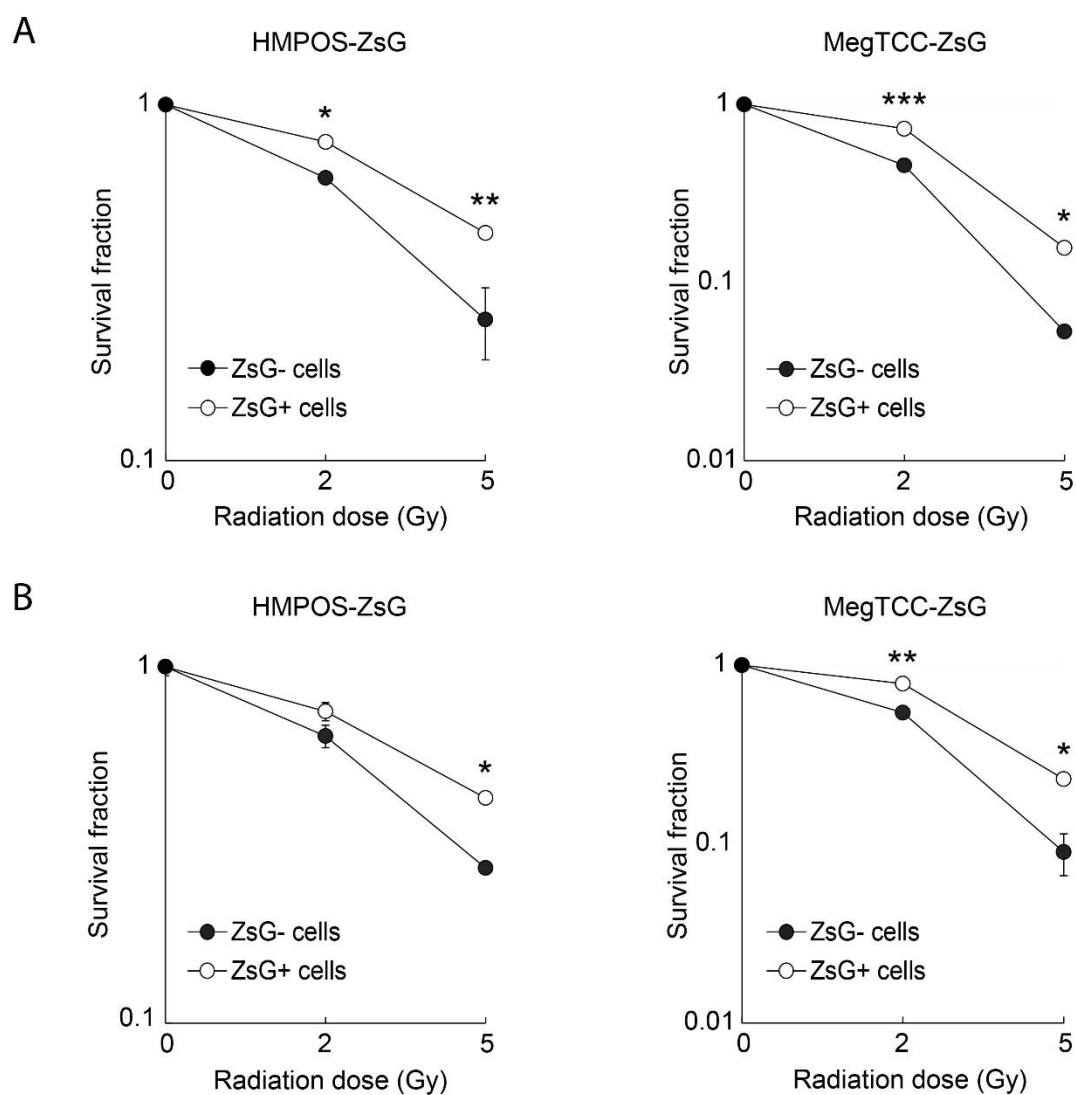 A
HMPOS-ZsG
1
*
**
Survival fraction
ZsG- cells
ZsG+ cells
0.1
0
2
5
Radiation dose (Gy)
MegTCC-ZsG
1
***
*
0.1
Survival fraction
ZsG- cells
ZsG+ cells
0.01
0
2
5
Radiation dose (Gy)
B
HMPOS-ZsG
1
*
Survival fraction
ZsG- cells
ZsG+ cells
0.1
0
2
5
Radiation dose (Gy)
MegTCC-ZsG
1
**
*
0.1
Survival fraction
ZsG- cells
ZsG+ cells
0.01
0
2
5
Radiation dose (Gy)